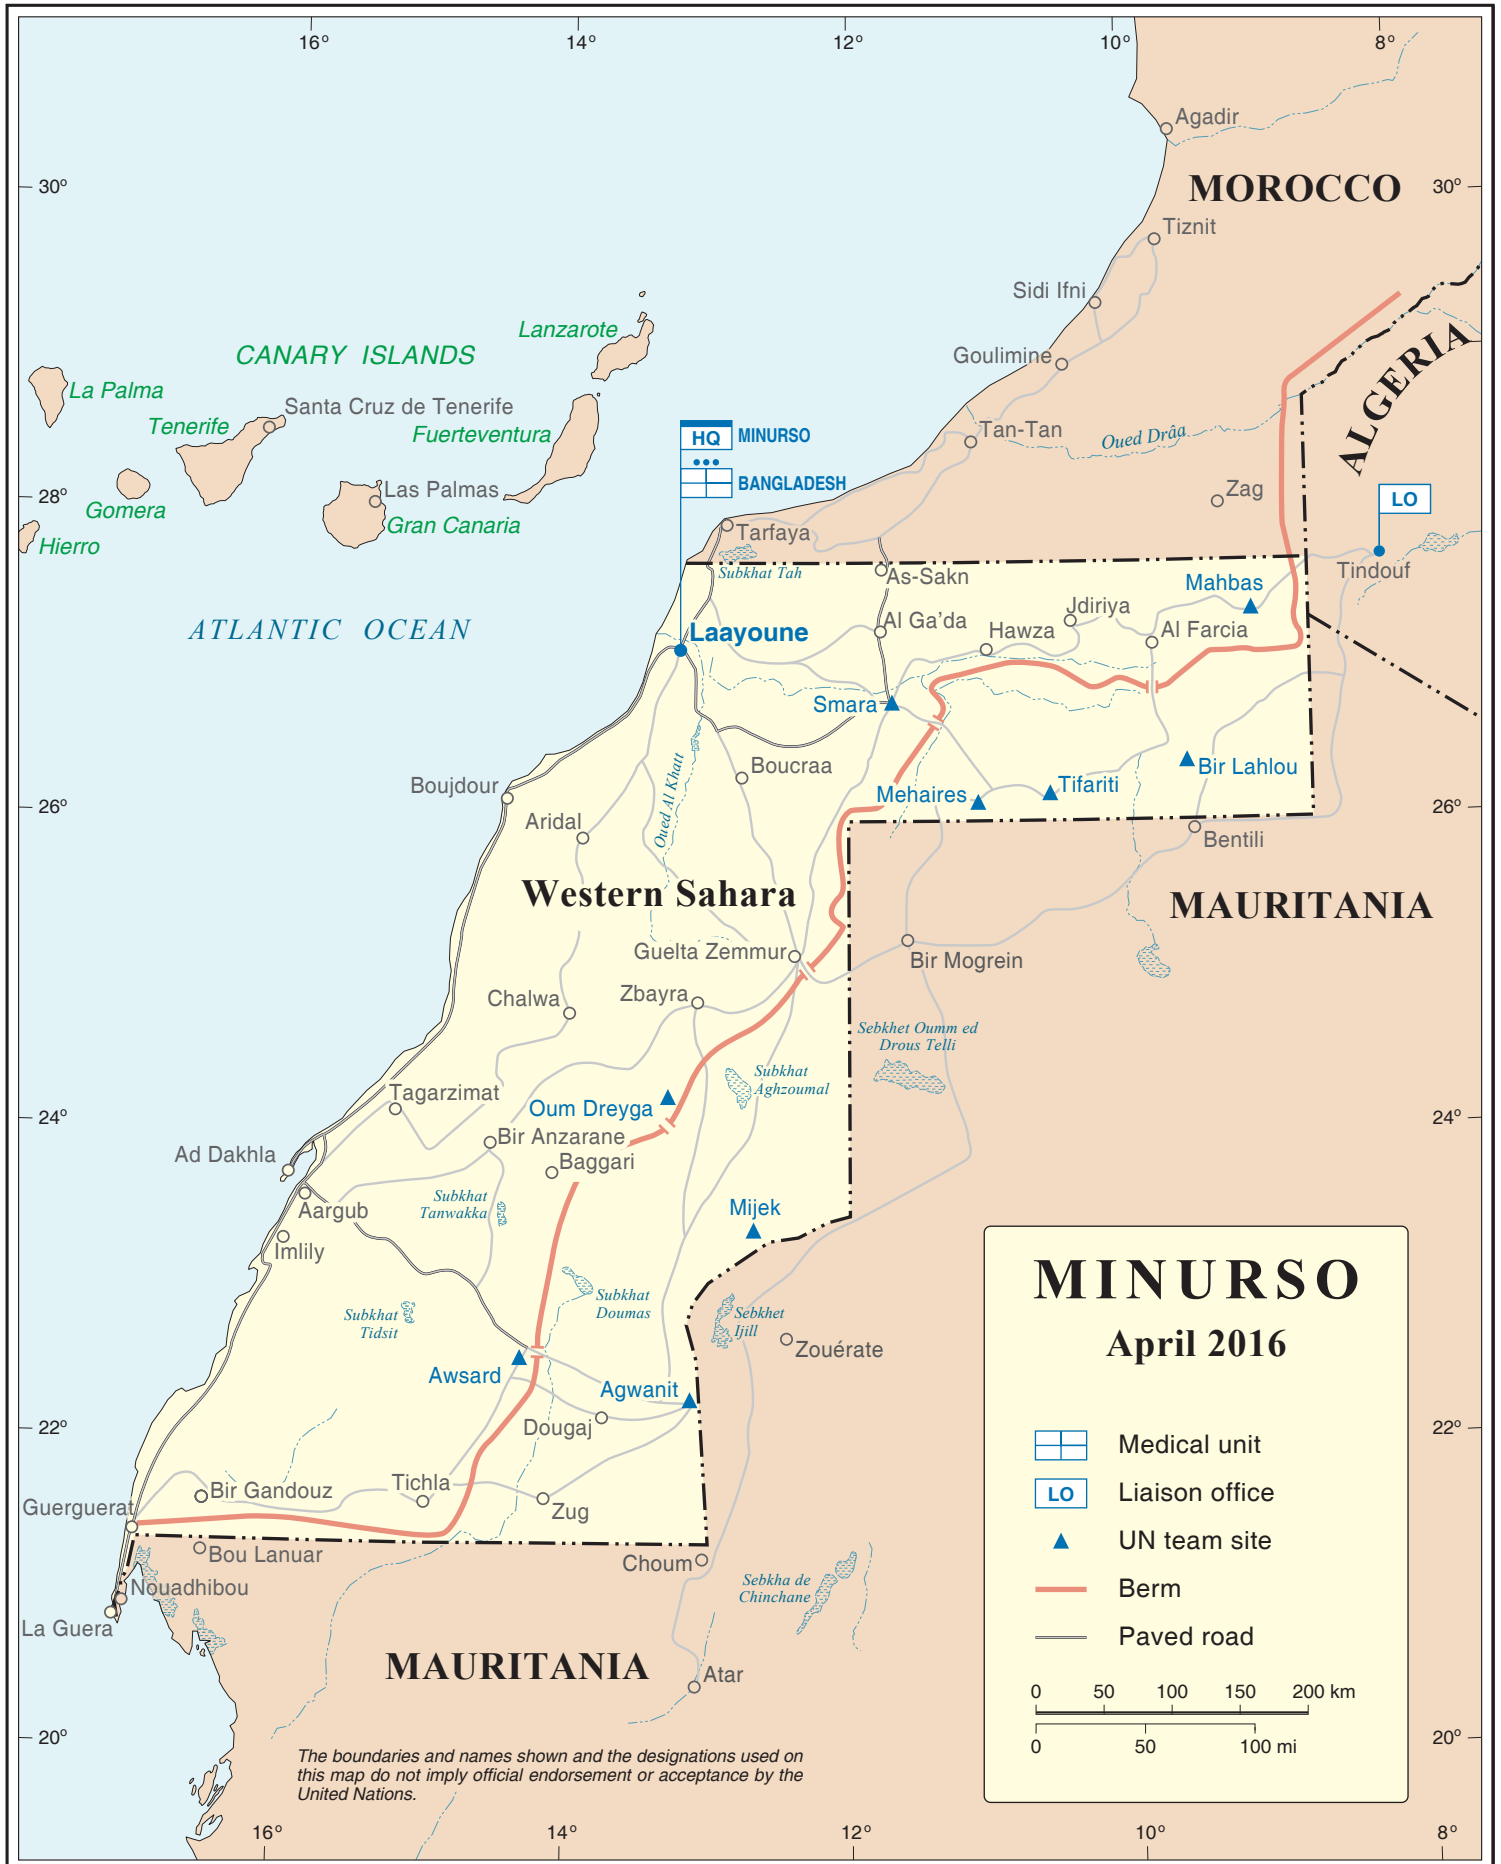 16°
14°
12°
10°
8°
Agadir
30°
MOROCCO
30°
Tiznit
Sidi Ifni
Lanzarote
CANARY ISLANDS
Goulimine
ALGERIA
La Palma
Santa Cruz de Tenerife
Tenerife
Fuerteventura
Tan-Tan
Oued Drâa
HQ MINURSO
BANGLADESH
28°
Las Palmas
Zag
LO
Gomera
Gran Canaria
Tarfaya
Hierro
Subkhat Tah
As-Sakn
Tindouf
Mahbas
Jdiriya
Al Ga'da
Hawza
Al Farcia
ATLANTIC OCEAN
Laayoune
Smara
Boucraa
Bir Lahlou
Boujdour
Oued Al Khatt
Mehaires
Tifariti
26°
26°
Aridal
Bentili
Western Sahara
MAURITANIA
Guelta Zemmur
Bir Mogrein
Chalwa
Zbayra
Sebkhet Oumm ed
Drous Telli
Subkhat
Aghzoumal
Tagarzimat
Oum Dreyga
24°
24°
Bir Anzarane
Ad Dakhla
Baggari
Subkhat
Tanwakka
Aargub
Mijek
Imlily
Subkhat
Doumas
Subkhat
Tidsit
Sebkhet
Ijill
Zouérate
Awsard
Agwanit
Dougaj
22°
22°
Bir Gandouz
Tichla
Guerguerat
Zug
Bou Lanuar
Choum
Nouadhibou
Sebkha de
Chinchane
La Guera
MAURITANIA
Atar
20°
20°
The boundaries and names shown and the designations used on
this map do not imply official endorsement or acceptance by the
United Nations.
MINURSO
April 2016
Medical unit
LO Liaison office
UN team site
Berm
Paved road
0 50 100 150 200 km
0 50 100 mi
16°
14°
12°
10°
8°